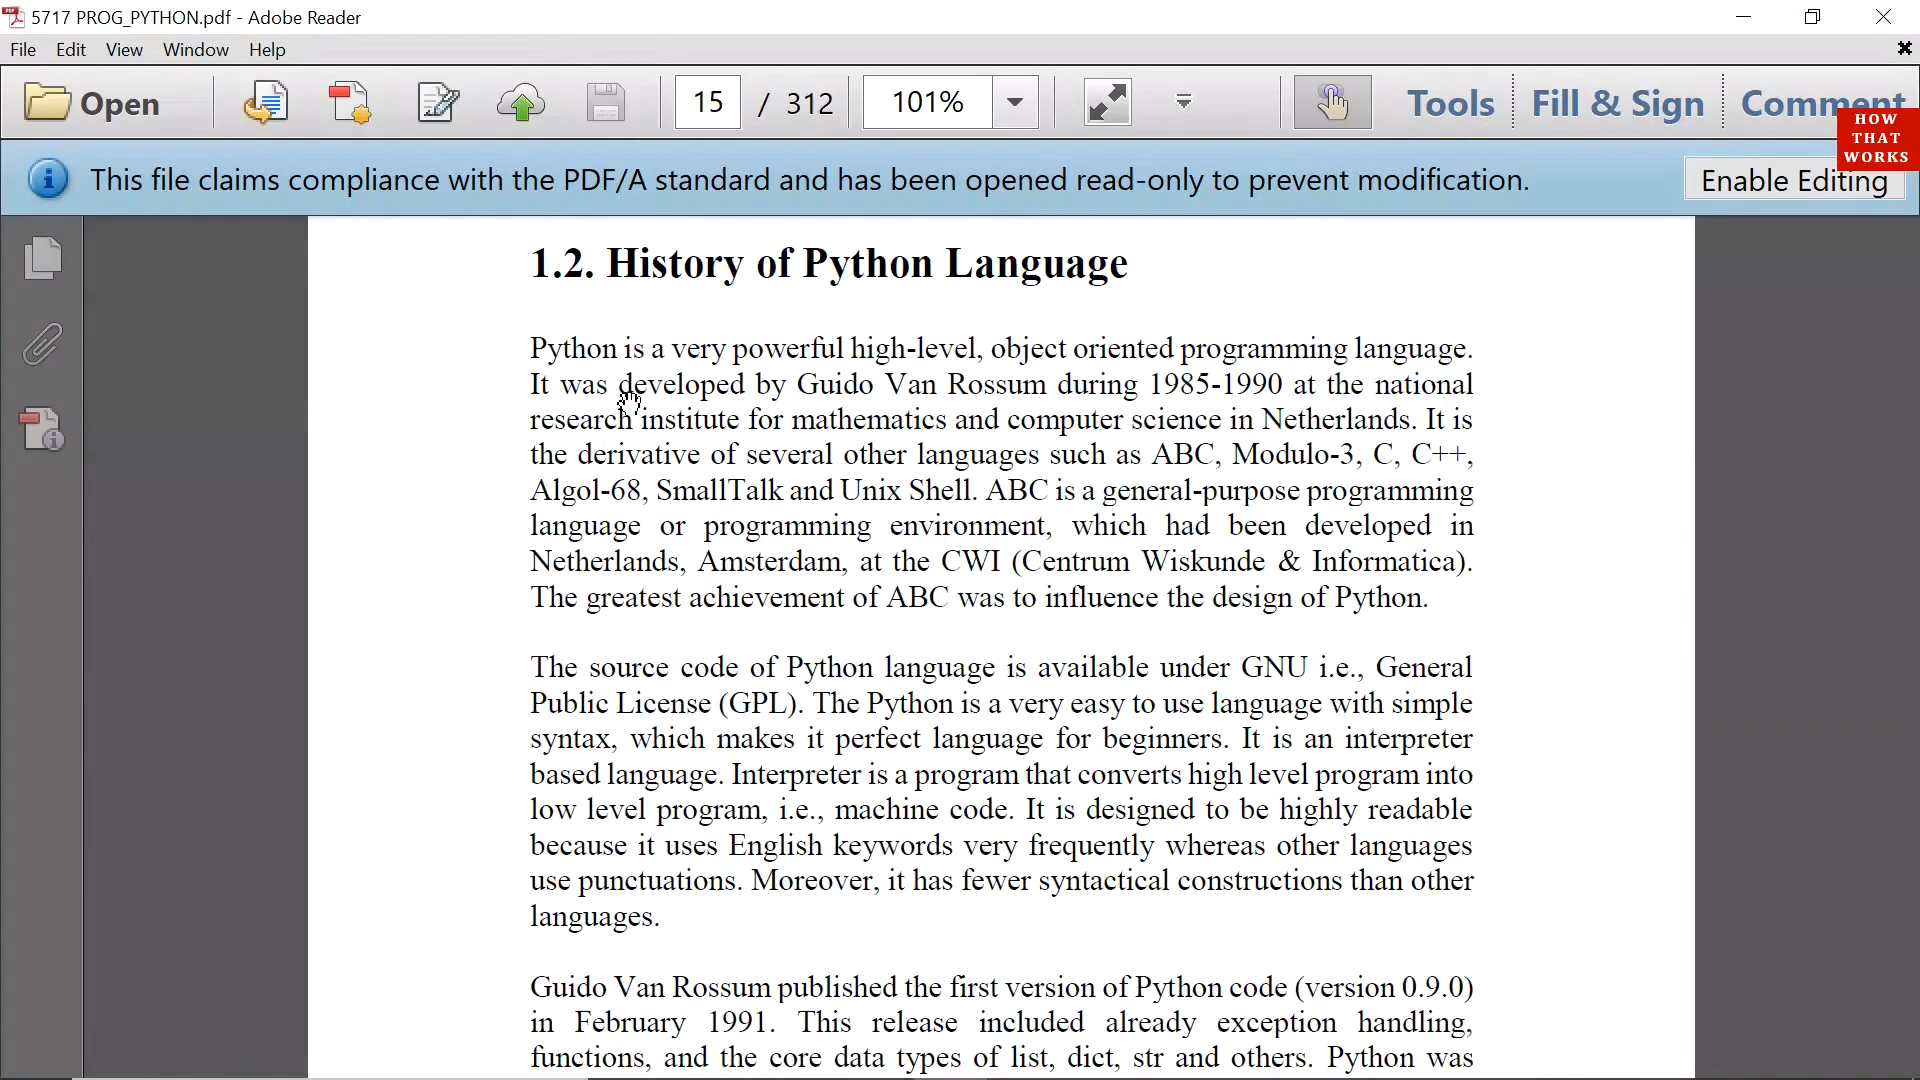 5717 PROG_PYTHON.pdf - Adobe Reader
File Edit View Window Help
Open 15 / 312 101% Tools Fill & Sign Comment
HOW
THAT
WORKS
This file claims compliance with the PDF/A standard and has been opened read-only to prevent modification. Enable Editing
1.2. History of Python Language
Python is a very powerful high-level, object oriented programming language.
It was developed by Guido Van Rossum during 1985-1990 at the national
research institute for mathematics and computer science in Netherlands. It is
the derivative of several other languages such as ABC, Modulo-3, C, C++,
Algol-68, SmallTalk and Unix Shell. ABC is a general-purpose programming
language or programming environment, which had been developed in
Netherlands, Amsterdam, at the CWI (Centrum Wiskunde & Informatica).
The greatest achievement of ABC was to influence the design of Python.
The source code of Python language is available under GNU i.e., General
Public License (GPL). The Python is a very easy to use language with simple
syntax, which makes it perfect language for beginners. It is an interpreter
based language. Interpreter is a program that converts high level program into
low level program, i.e., machine code. It is designed to be highly readable
because it uses English keywords very frequently whereas other languages
use punctuations. Moreover, it has fewer syntactical constructions than other
languages.
Guido Van Rossum published the first version of Python code (version 0.9.0)
in February 1991. This release included already exception handling,
functions, and the core data types of list, dict, str and others. Python was